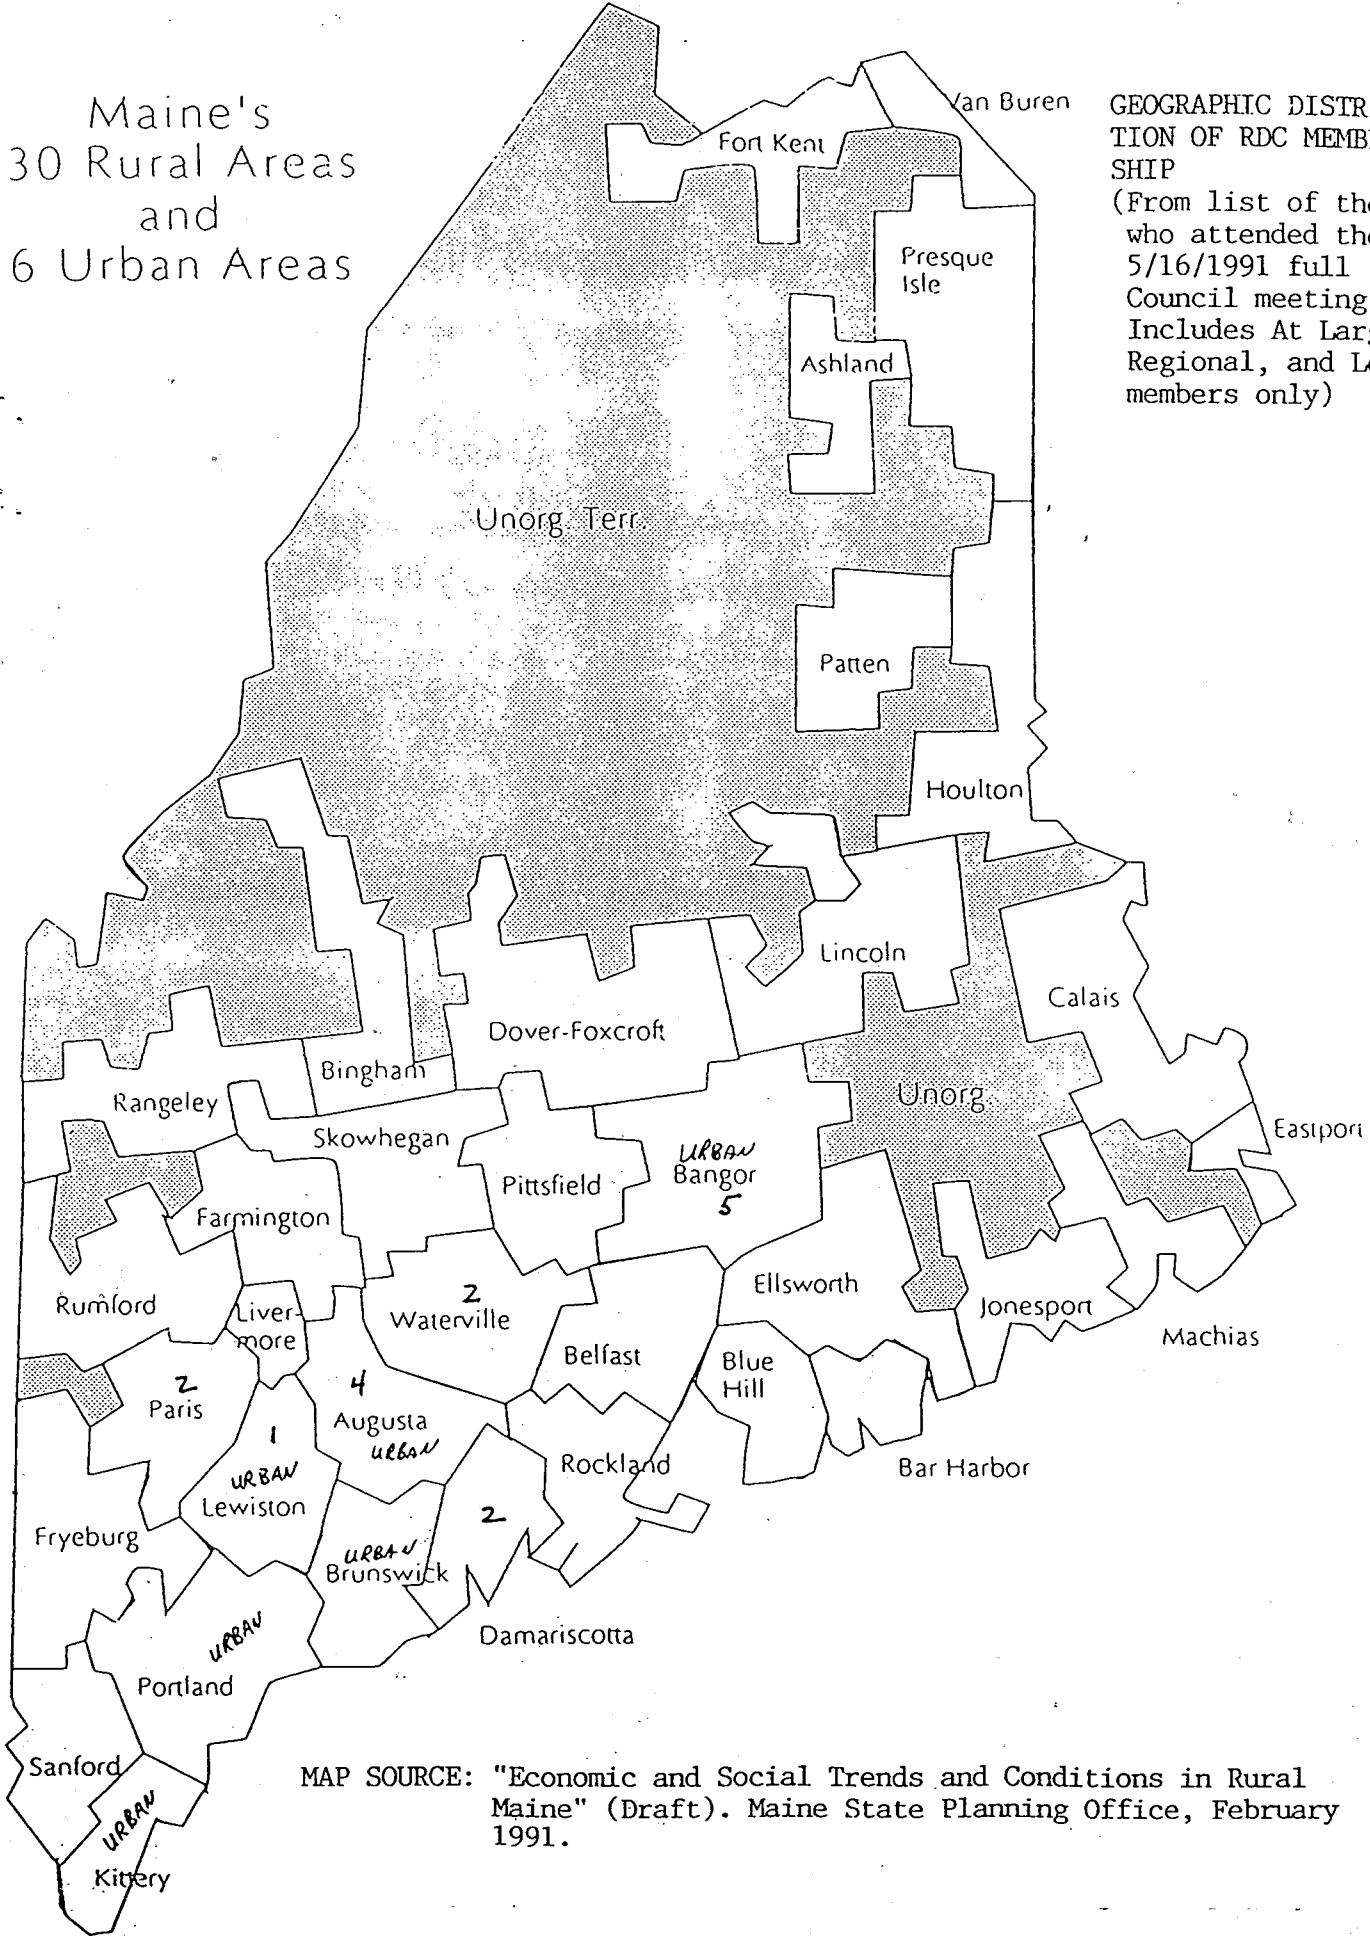 Maine's
30 Rural Areas
and
6 Urban Areas
GEOGRAPHIC DISTR
TION OF RDC MEMB
SHIP
(From list of
who attended
5/16/1991 full
Council meeting
Includes At
Regional, and
members only)
Van Buren
Fort Kent
Presque
Isle
Ashland
Unorg. Terr.
Patten
Houlton
Lincoln
Calais
Dover-Foxcroft
Bingham
Rangeley
Unorg
Skowhegan
Eastport
URBAN
Bangor
5
Pittsfield
Farmington
Ellsworth
Rumford
Liver-
more
2
Waterville
Jonesport
Machias
Belfast
Blue
Hill
2
Paris
4
Augusta
URBAN
1
URBAN
Lewiston
Rockland
Bar Harbor
2
Fryeburg
URBAN
Brunswick
Damariscotta
URBAN
Portland
Sanford
URBAN
Kittery
MAP SOURCE: "Economic and Social Trends and Conditions in Rural
Maine" (Draft). Maine State Planning Office, February
1991.